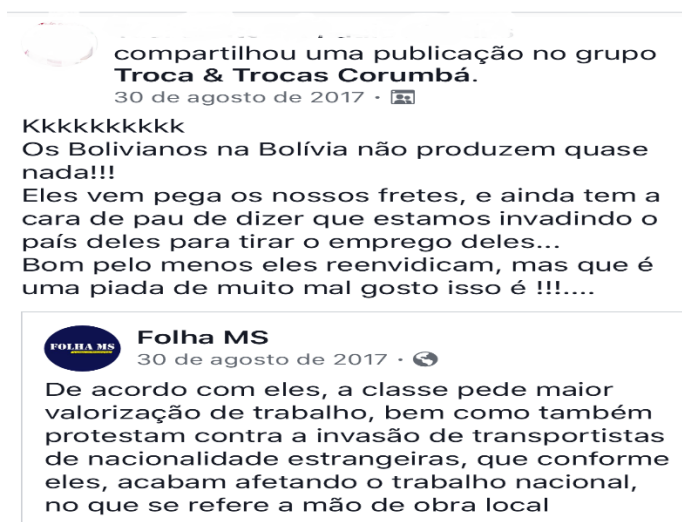 compartilhou uma publicação no grupo
Troca & Trocas Corumbá.
30 de agosto de 2017 ·
Kkkkkkkkkk
Os Bolivianos na Bolívia não produzem quase
nada!!!
Eles vem pega os nossos fretes, e ainda tem a
cara de pau de dizer que estamos invadindo o
país deles para tirar o emprego deles...
Bom pelo menos eles reenvidicam, mas que é
uma piada de muito mal gosto isso é !!!....
FOLHA MS
Folha MS
30 de agosto de 2017 ·
De acordo com eles, a classe pede maior
valorização de trabalho, bem como também
protestam contra a invasão de transportistas
de nacionalidade estrangeiras, que conforme
eles, acabam afetando o trabalho nacional,
no que se refere a mão de obra local